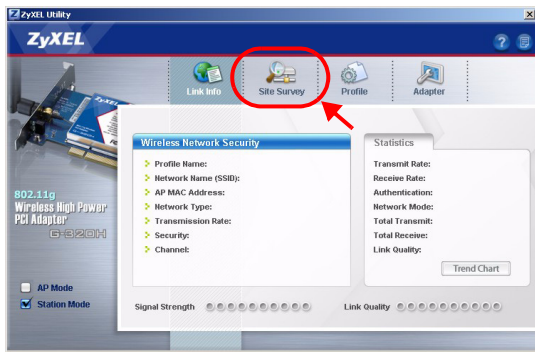 ZyXEL Utility
ZyXEL
Link Info
Site Survey
Profile
Adapter
ZyXEL
802.11g
Wireless High Power
PCI Adapter
G-320H
AP Mode
Station Mode
Wireless Network Security
Profile Name:
Network Name (SSID):
AP MAC Address:
Network Type:
Transmission Rate:
Security:
Channel:
Statistics
Transmit Rate:
Receive Rate:
Authentication:
Network Mode:
Total Transmit:
Total Receive:
Link Quality:
Trend Chart
Signal Strength
Link Quality